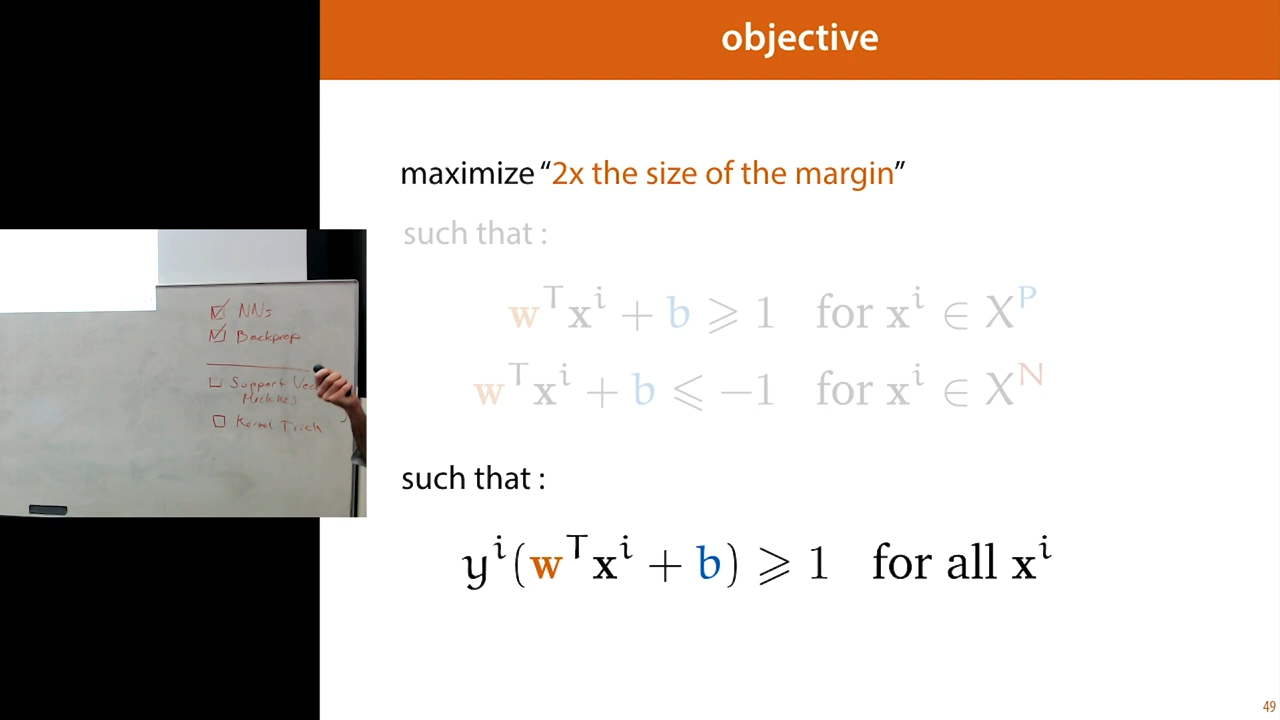 objective
maximize “2x the size of the margin”
such that :
wᵀxⁱ + b ⩾ 1 for xⁱ ∈ Xᴾ
wᵀxⁱ + b ⩽ −1 for xⁱ ∈ Xᴺ
such that :
yⁱ(wᵀxⁱ + b) ⩾ 1 for all xⁱ
49
NNs
Backprop
Support Vec
Machines
Kernel Trick